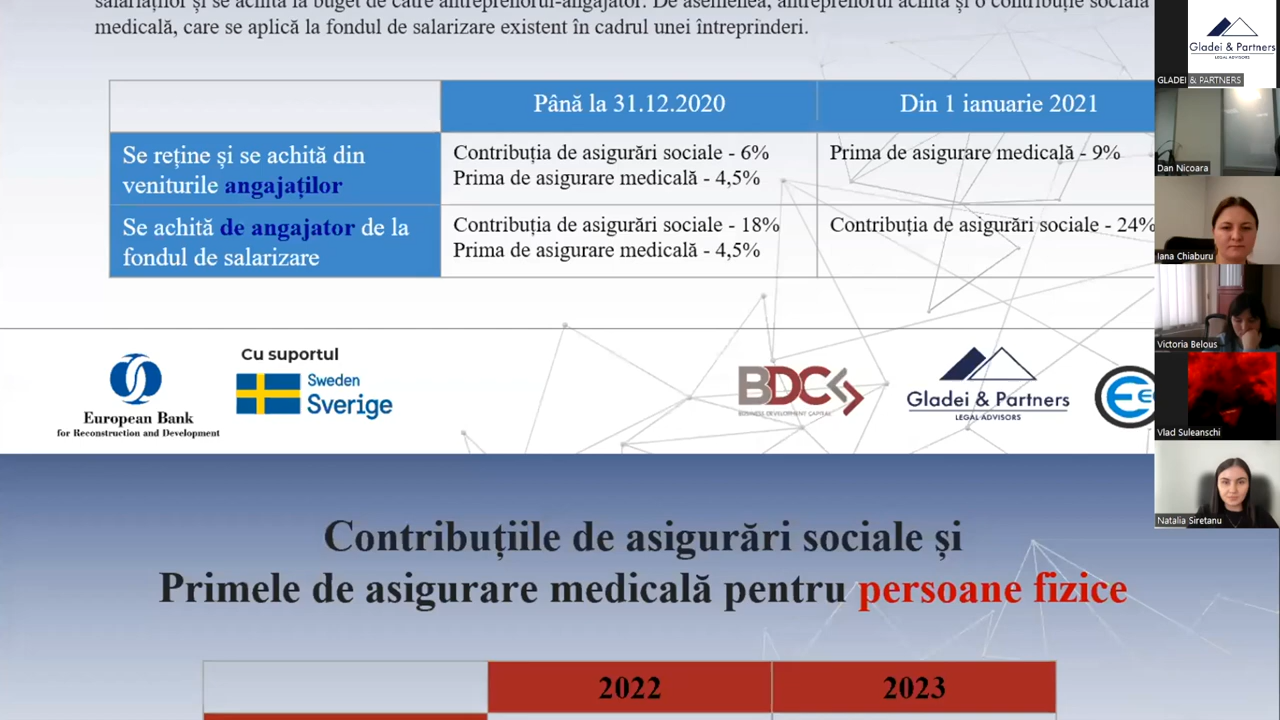 salariaților și se achită la buget de către antreprenorul-angajator. De asemenea, antreprenorul achită și o contribuție socială
medicală, care se aplică la fondul de salarizare existent în cadrul unei întreprinderi.
Până la 31.12.2020
Din 1 ianuarie 2021
Se reține și se achită din
veniturile angajaților
Contribuția de asigurări sociale - 6%
Prima de asigurare medicală - 4,5%
Prima de asigurare medicală - 9%
Se achită de angajator de la
fondul de salarizare
Contribuția de asigurări sociale - 18%
Prima de asigurare medicală - 4,5%
Contribuția de asigurări sociale - 24%
European Bank
for Reconstruction and Development
Cu suportul
Sweden
Sverige
BDC
BUSINESS DEVELOPMENT CAPITAL
Gladei & Partners
LEGAL ADVISORS
Contribuțiile de asigurări sociale și
Primele de asigurare medicală pentru persoane fizice
2022
2023
Gladei & Partners
LEGAL ADVISORS
GLADEI & PARTNERS
Dan Nicoara
Iana Chiaburu
Victoria Belous
Vlad Suleanschi
Natalia Siretanu